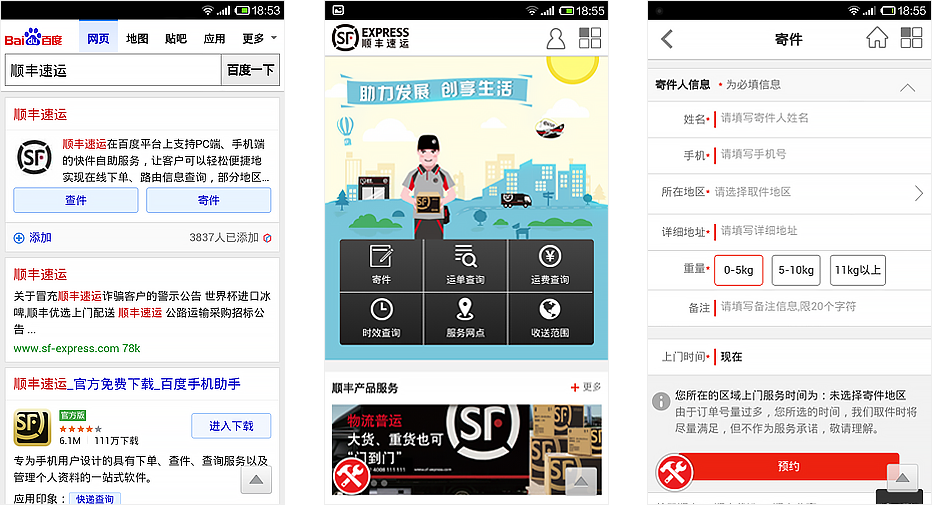 18:53
Bai du 百度
网页 地图 贴吧 应用 更多
顺丰速运 百度一下
顺丰速运
SF
顺丰速运在百度平台上支持PC端、手机端
的快件自助服务，让客户可以轻松便捷地
实现在线下单、路由信息查询，部分地区...
查件 寄件
添加 3837人已添加
顺丰速运
关于冒充顺丰速运诈骗客户的警示公告 世界杯进口冰
啤,顺丰优选上门配送 顺丰速运 公路运输采购招标公
告 ...
www.sf-express.com 78k
顺丰速运_官方免费下载_百度手机助手
SF
官方版
6.1M 111万下载
进入下载
专为手机用户设计的具有下单、查件、查询服务以及
管理个人资料的一站式软件。
应用印象： 快递查询
18:55
SF EXPRESS
顺丰速运
助力发展 创享生活
寄件 运单查询 运费查询
时效查询 服务网点 收送范围
顺丰产品服务 + 更多
物流普运
大货、重货也可
“门到门”
4008 111 111
www.sf-express.com
SF
18:55
寄件
寄件人信息 * 为必填信息
姓名* 请填写寄件人姓名
手机* 请填写手机号
所在地区* 请选择取件地区
详细地址* 请填写详细地址
重量* 0-5kg 5-10kg 11kg以上
备注 请填写备注信息,限20个字符
上门时间* 现在
您所在的区域上门服务时间为：未选择寄件地区
由于订单号量过多，您所选的时间，我们取件时将
尽量满足，但不作为服务承诺，敬请理解。
预约